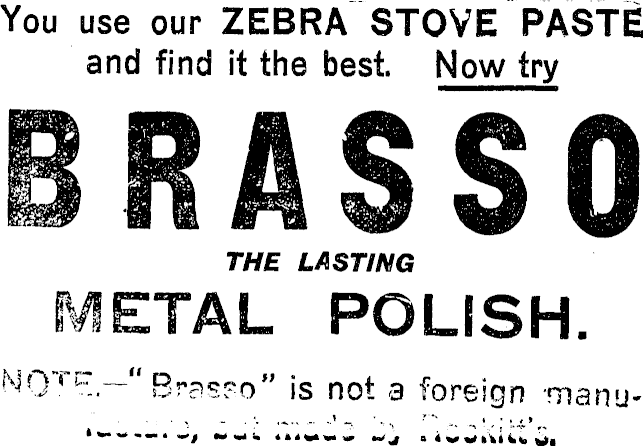 You use our ZEBRA STOVE PASTE
and find it the best. Now try
BRASSO
THE LASTING
METAL POLISH.
NOTE.—"Brasso" is not a foreign manu-
facture, but made by Reckitt's.